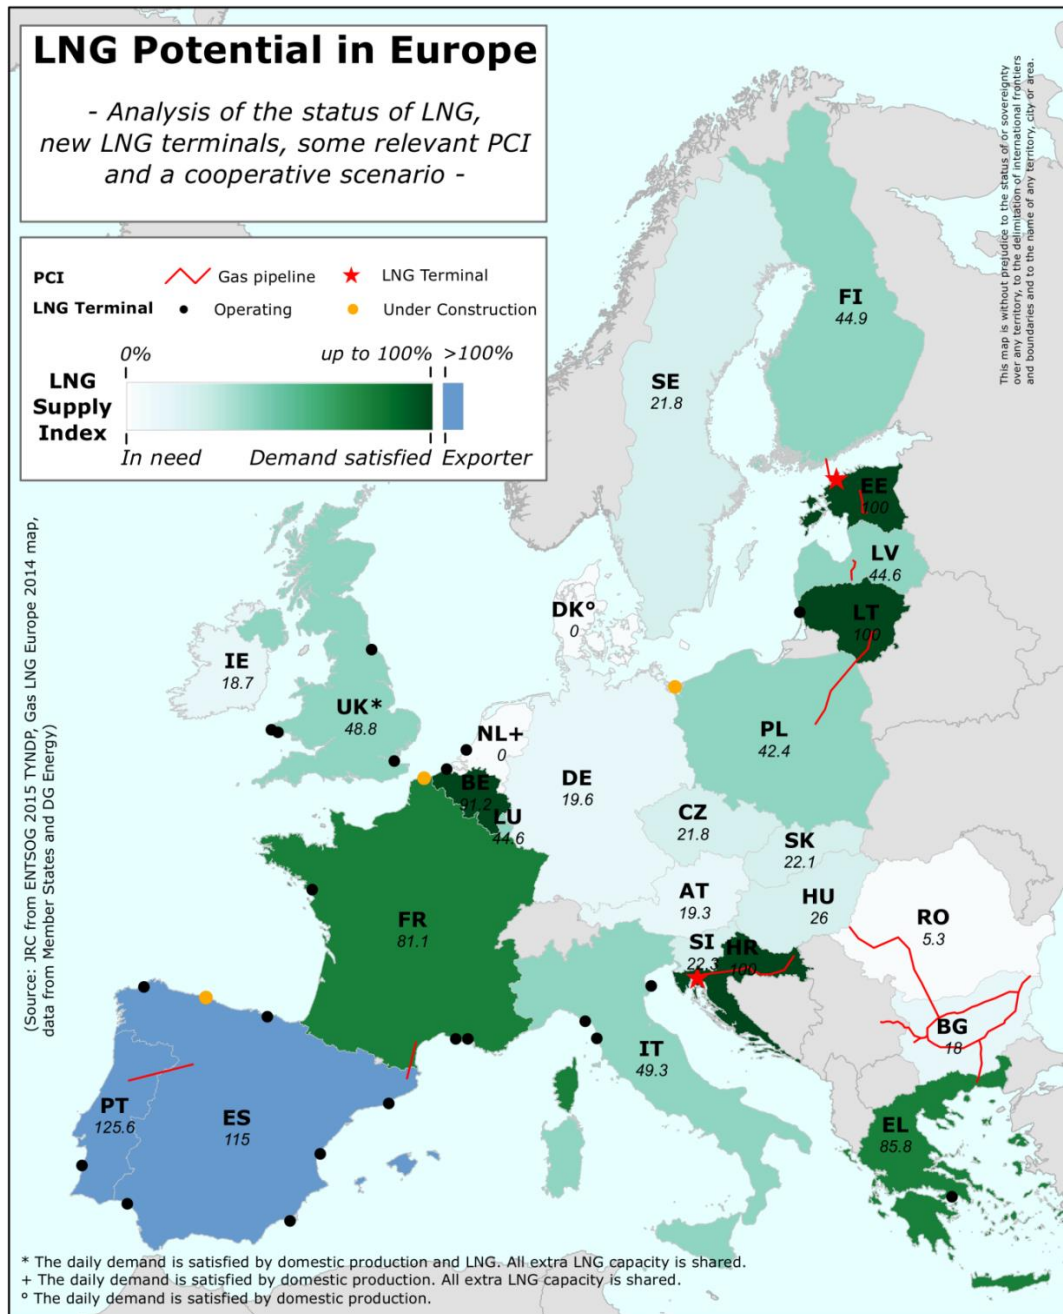 LNG Potential in Europe
- Analysis of the status of LNG,
new LNG terminals, some relevant PCI
and a cooperative scenario -
PCI
Gas pipeline
LNG Terminal
LNG Terminal
Operating
Under Construction
0%
up to 100%
>100%
LNG
Supply
Index
In need
Demand satisfied
Exporter
This map is without prejudice to the status of or sovereignty
over any territory, to the delimitation of international frontiers
and boundaries and to the name of any territory, city or area.
(Source: JRC from ENTSOG 2015 TYNDP, Gas LNG Europe 2014 map,
data from Member States and DG Energy)
FI
44.9
SE
21.8
EE
100
LV
44.6
LT
100
DK°
0
IE
18.7
UK*
48.8
NL+
0
BE
91.2
LU
44.6
DE
19.6
PL
42.4
CZ
21.8
SK
22.1
AT
19.3
HU
26
RO
5.3
FR
81.1
SI
22.3
HR
100
BG
18
IT
49.3
PT
125.6
ES
115
EL
85.8
* The daily demand is satisfied by domestic production and LNG. All extra LNG capacity is shared.
+ The daily demand is satisfied by domestic production. All extra LNG capacity is shared.
° The daily demand is satisfied by domestic production.